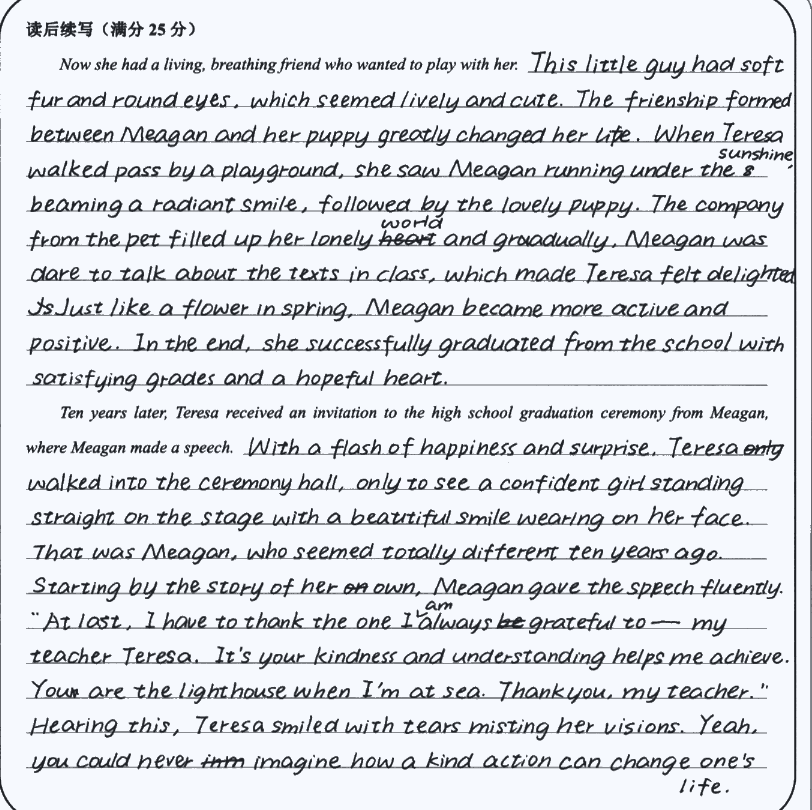 读后续写（满分 25 分）
Now she had a living, breathing friend who wanted to play with her. This little guy had soft
fur and round eyes, which seemed lively and cute. The frienship formed
between Meagan and her puppy greatly changed her life. When Teresa
walked pass by a playground, she saw Meagan running under the sunshine,
beaming a radiant smile, followed by the lovely puppy. The company
from the pet filled up her lonely world and gradually, Meagan was
dare to talk about the texts in class, which made Teresa felt delighted
Just like a flower in spring, Meagan became more active and
positive. In the end, she successfully graduated from the school with
satisfying grades and a hopeful heart.
Ten years later, Teresa received an invitation to the high school graduation ceremony from Meagan,
where Meagan made a speech. With a flash of happiness and surprise, Teresa
walked into the ceremony hall, only to see a confident girl standing
straight on the stage with a beautiful smile wearing on her face.
That was Meagan, who seemed totally different ten years ago.
Starting by the story of her own, Meagan gave the speech fluently.
"At last, I have to thank the one I am always grateful to — my
teacher Teresa. It's your kindness and understanding helps me achieve.
You are the lighthouse when I'm at sea. Thank you, my teacher."
Hearing this, Teresa smiled with tears misting her visions. Yeah,
you could never imagine how a kind action can change one's
life.